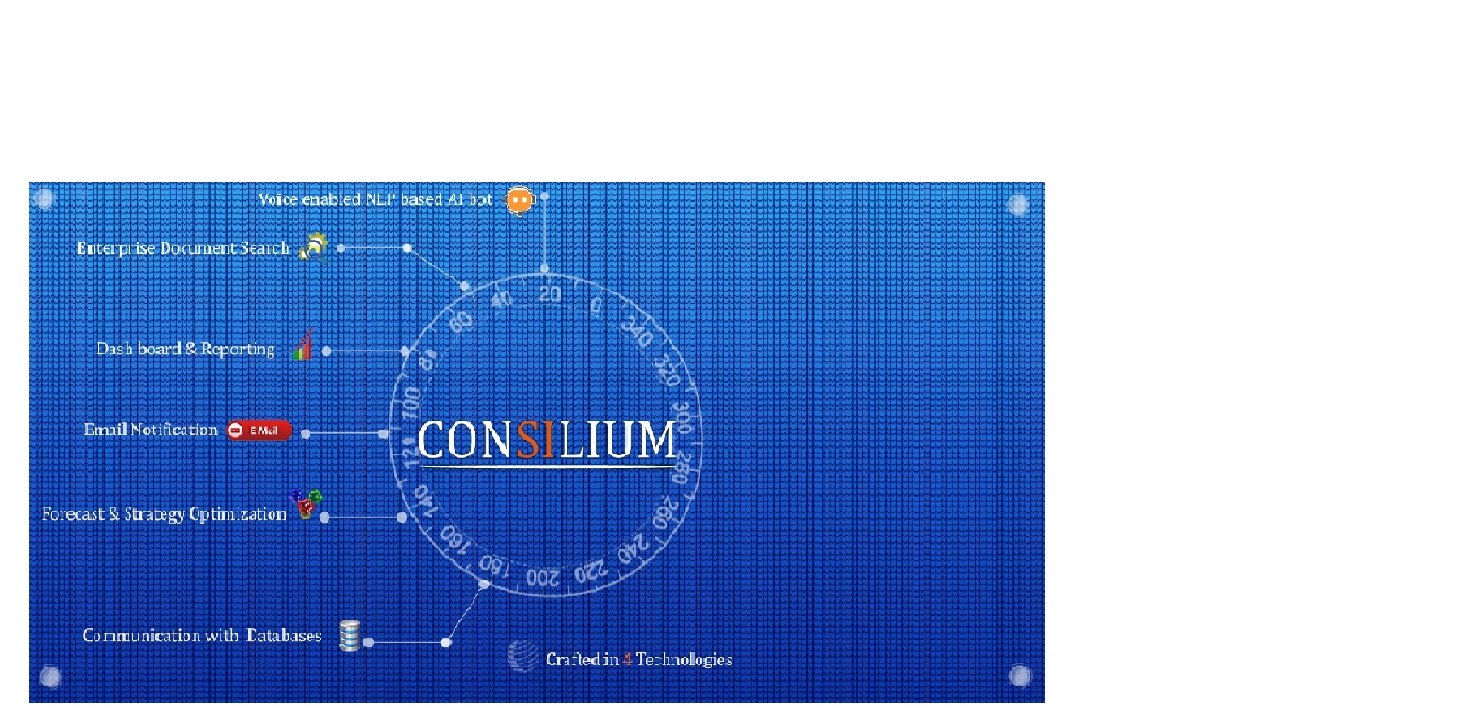 Voice enabled NLP based AI bot
Enterprise Document Search
Dash board & Reporting
Email Notification
E Mail
Forecast & Strategy Optimization
Communication with Databases
CONSILIUM
20
0
340
320
300
280
260
240
220
200
180
160
140
120
100
80
60
40
Crafted in 4 Technologies